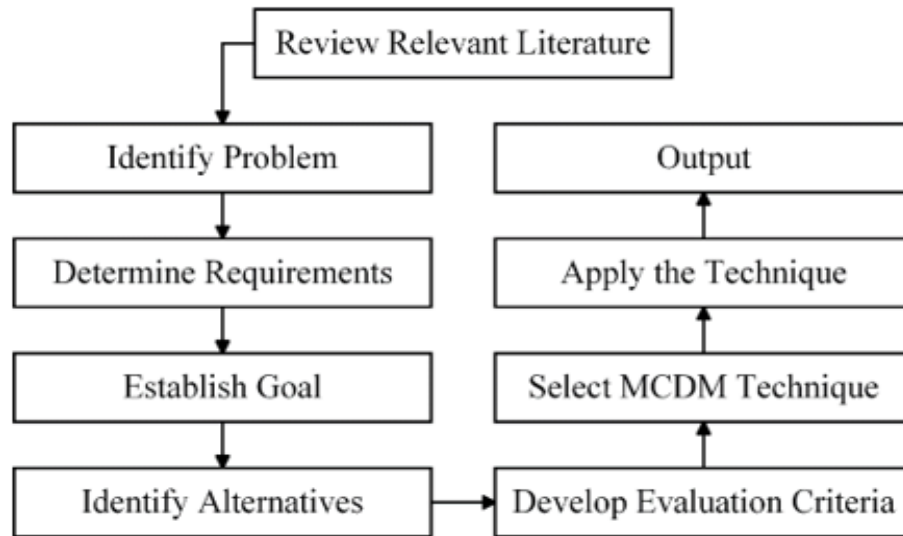 Review Relevant Literature
Identify Problem
Determine Requirements
Establish Goal
Identify Alternatives
Develop Evaluation Criteria
Select MCDM Technique
Apply the Technique
Output